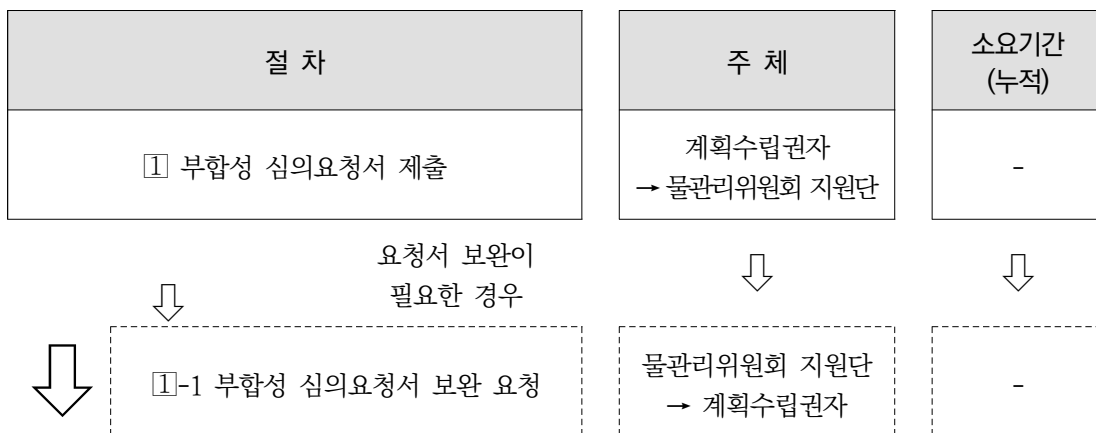 절 차
주 체
소요기간
(누적)
1 부합성 심의요청서 제출
계획수립권자
→ 물관리위원회 지원단
-
요청서 보완이
필요한 경우
1-1 부합성 심의요청서 보완 요청
물관리위원회 지원단
→ 계획수립권자
-